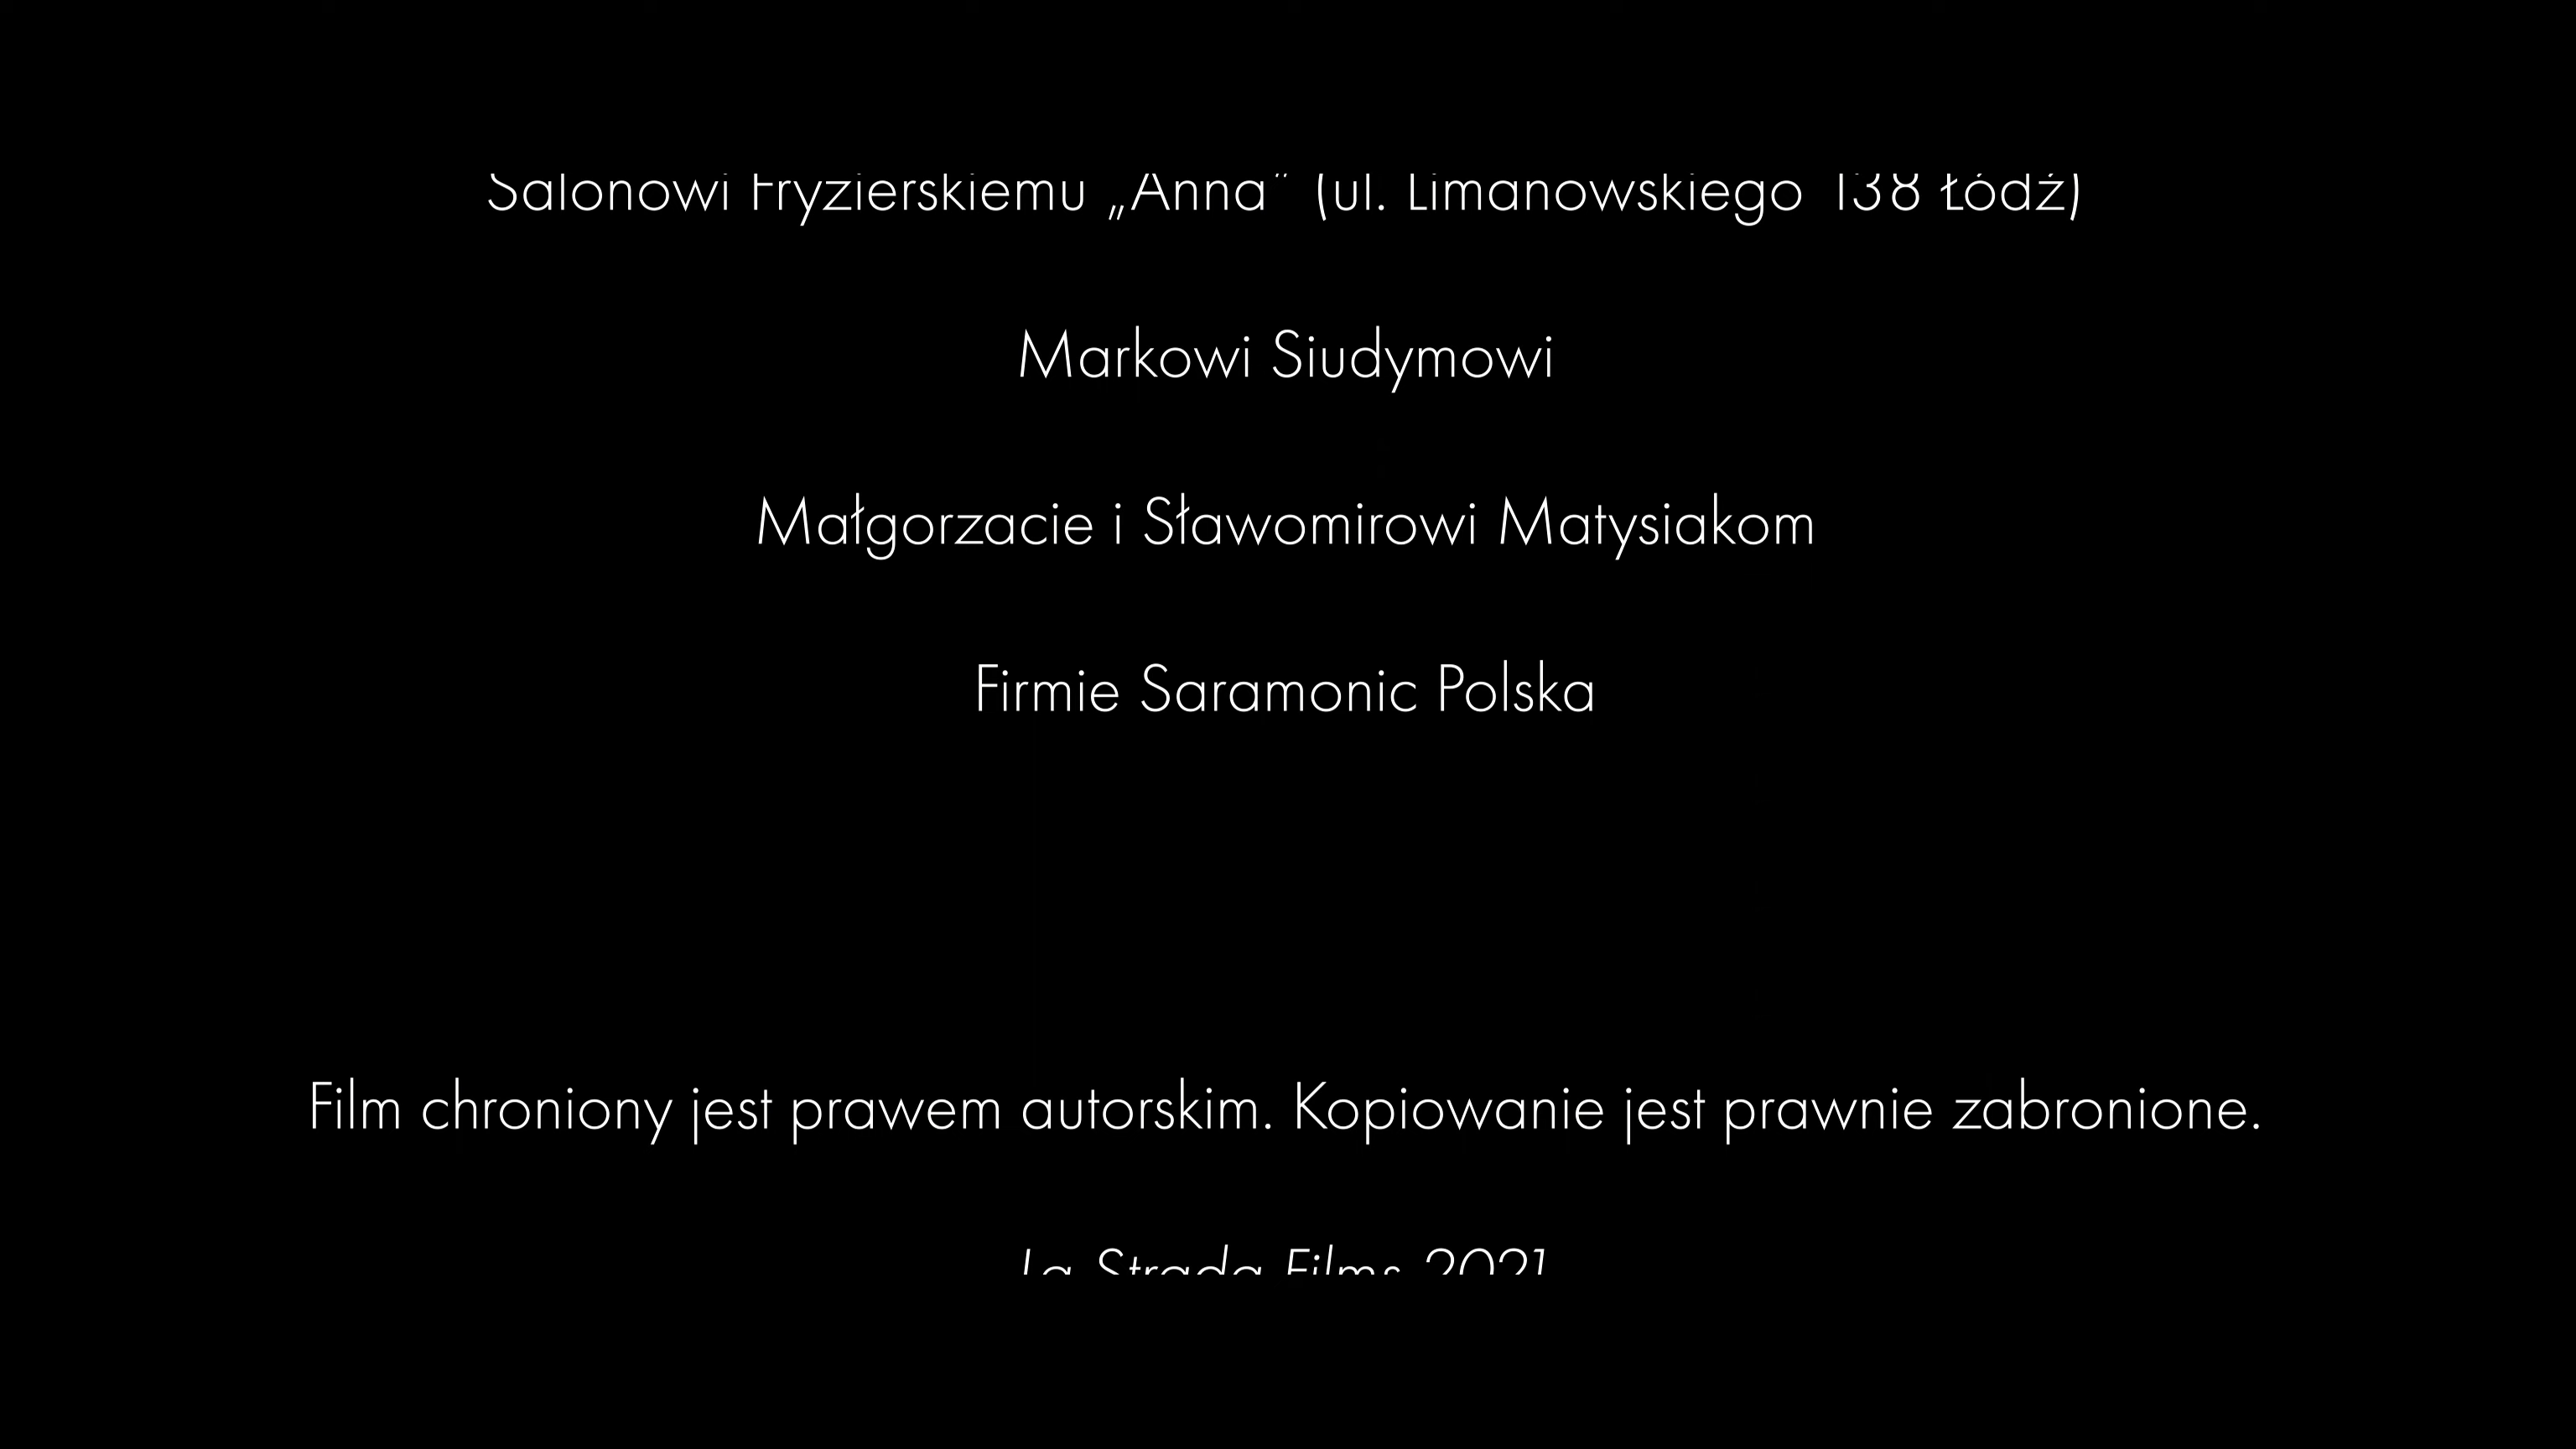 Salonowi Fryzierskiemu „Anna” (ul. Limanowskiego 138 Łódź)
Markowi Siudymowi
Małgorzacie i Sławomirowi Matysiakom
Firmie Saramonic Polska
Film chroniony jest prawem autorskim. Kopiowanie jest prawnie zabronione.
La Strada Films 2021